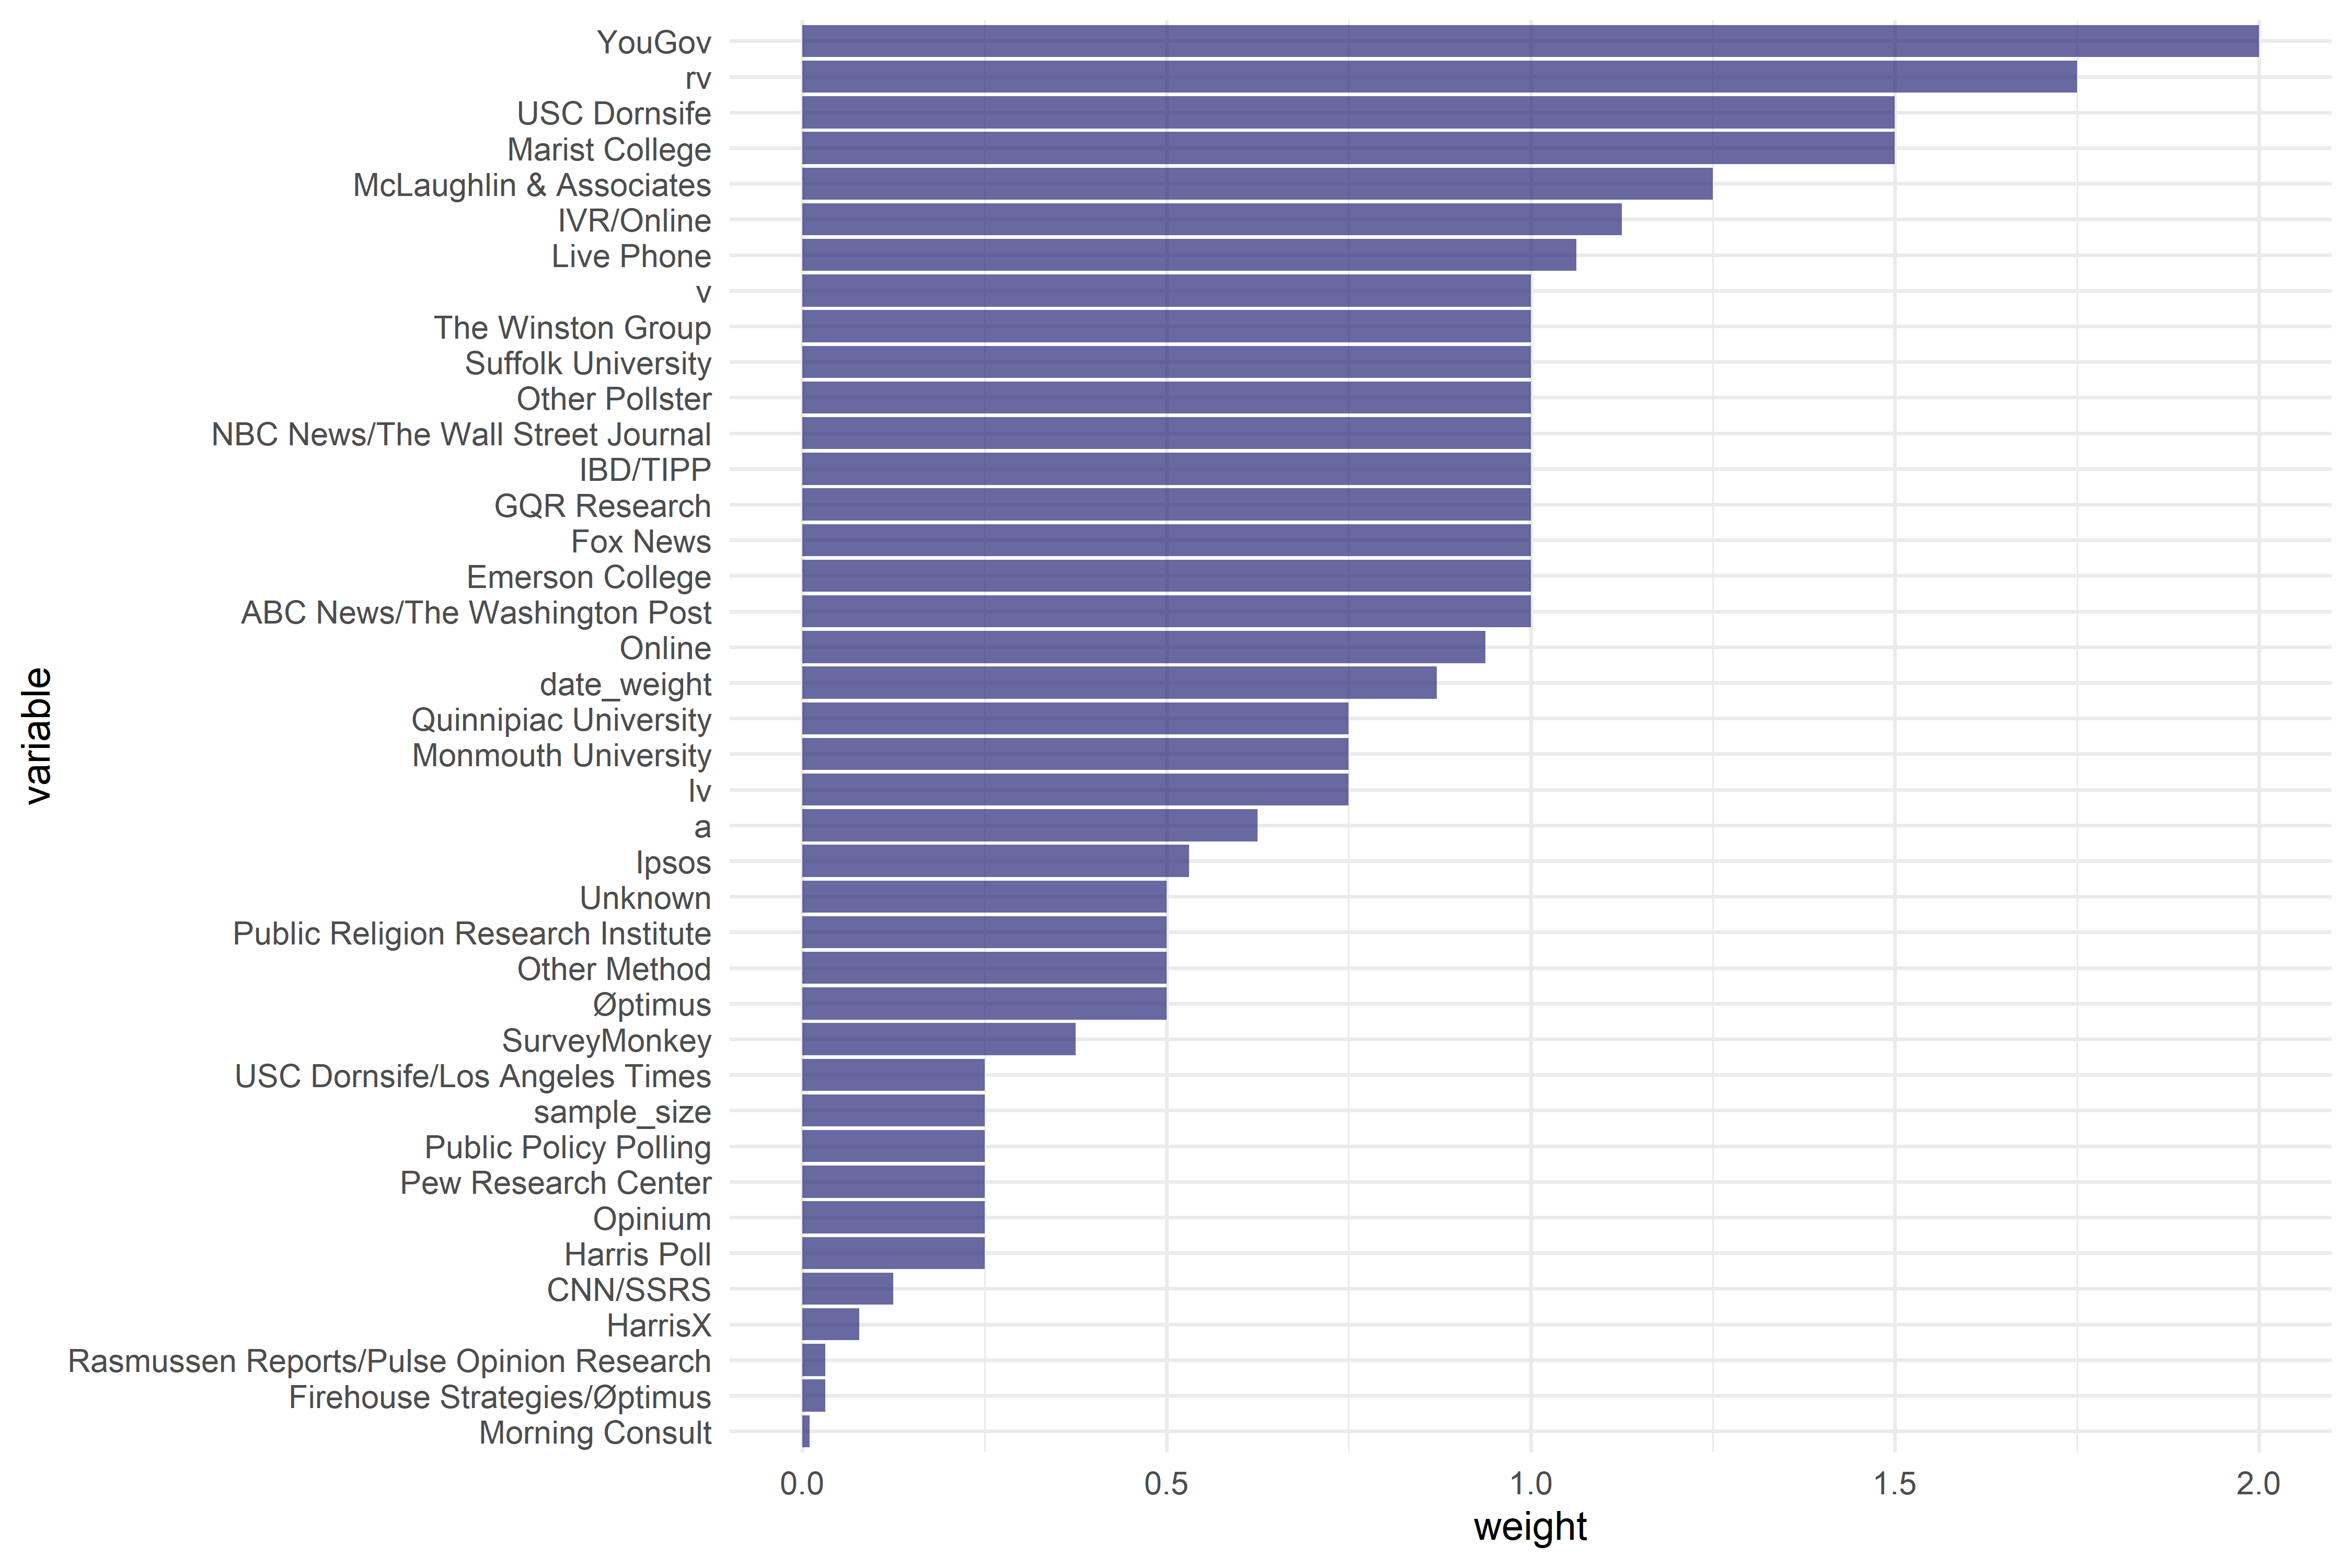 YouGov
rv
USC Dornsife
Marist College
McLaughlin & Associates
IVR/Online
Live Phone
v
The Winston Group
Suffolk University
Other Pollster
NBC News/The Wall Street Journal
IBD/TIPP
GQR Research
Fox News
Emerson College
ABC News/The Washington Post
Online
date_weight
Quinnipiac University
Monmouth University
lv
a
Ipsos
Unknown
Public Religion Research Institute
Other Method
Øptimus
SurveyMonkey
USC Dornsife/Los Angeles Times
sample_size
Public Policy Polling
Pew Research Center
Opinium
Harris Poll
CNN/SSRS
HarrisX
Rasmussen Reports/Pulse Opinion Research
Firehouse Strategies/Øptimus
Morning Consult
variable
0.0 0.5 1.0 1.5 2.0
weight